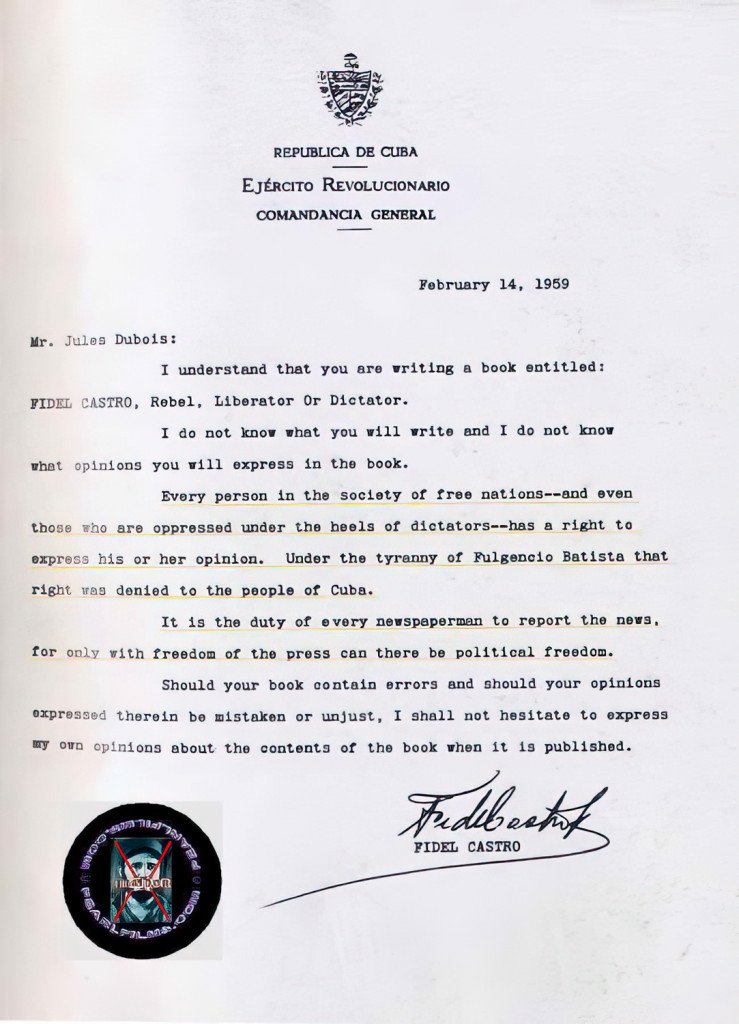 REPUBLICA DE CUBA
EJÉRCITO REVOLUCIONARIO
COMANDANCIA GENERAL
February 14, 1959
Mr. Jules Dubois:
I understand that you are writing a book entitled:
FIDEL CASTRO, Rebel, Liberator Or Dictator.
I do not know what you will write and I do not know
what opinions you will express in the book.
Every person in the society of free nations--and even
those who are oppressed under the heels of dictators--has a right to
express his or her opinion. Under the tyranny of Fulgencio Batista that
right was denied to the people of Cuba.
It is the duty of every newspaperman to report the news,
for only with freedom of the press can there be political freedom.
Should your book contain errors and should your opinions
expressed therein be mistaken or unjust, I shall not hesitate to express
my own opinions about the contents of the book when it is published.
Fidel Castro
FIDEL CASTRO
PEARLFILMS.COM